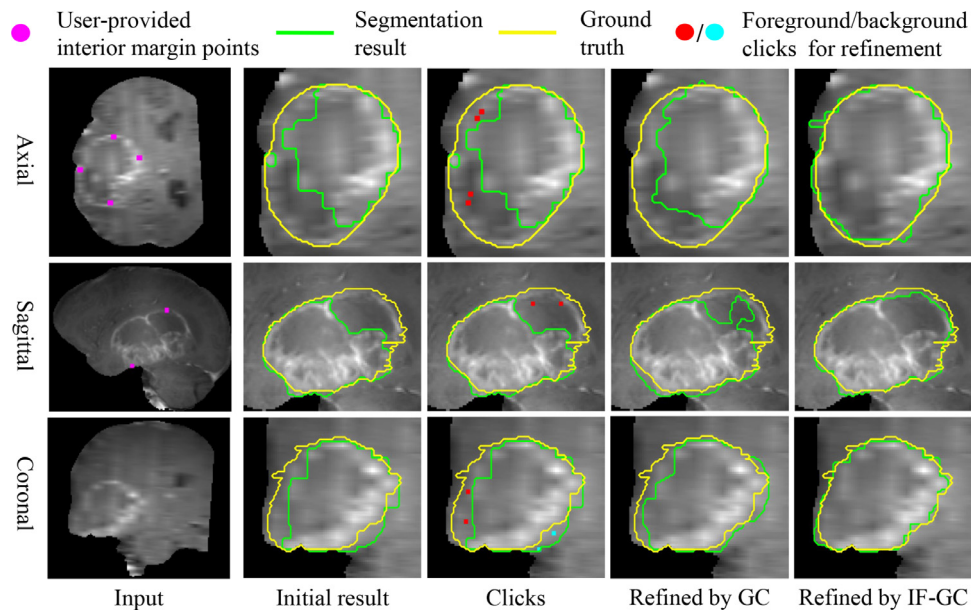 User-provided
interior margin points
Segmentation
result
Ground
truth
/
Foreground/background
clicks for refinement
Axial
Sagittal
Coronal
Input
Initial result
Clicks
Refined by GC
Refined by IF-GC